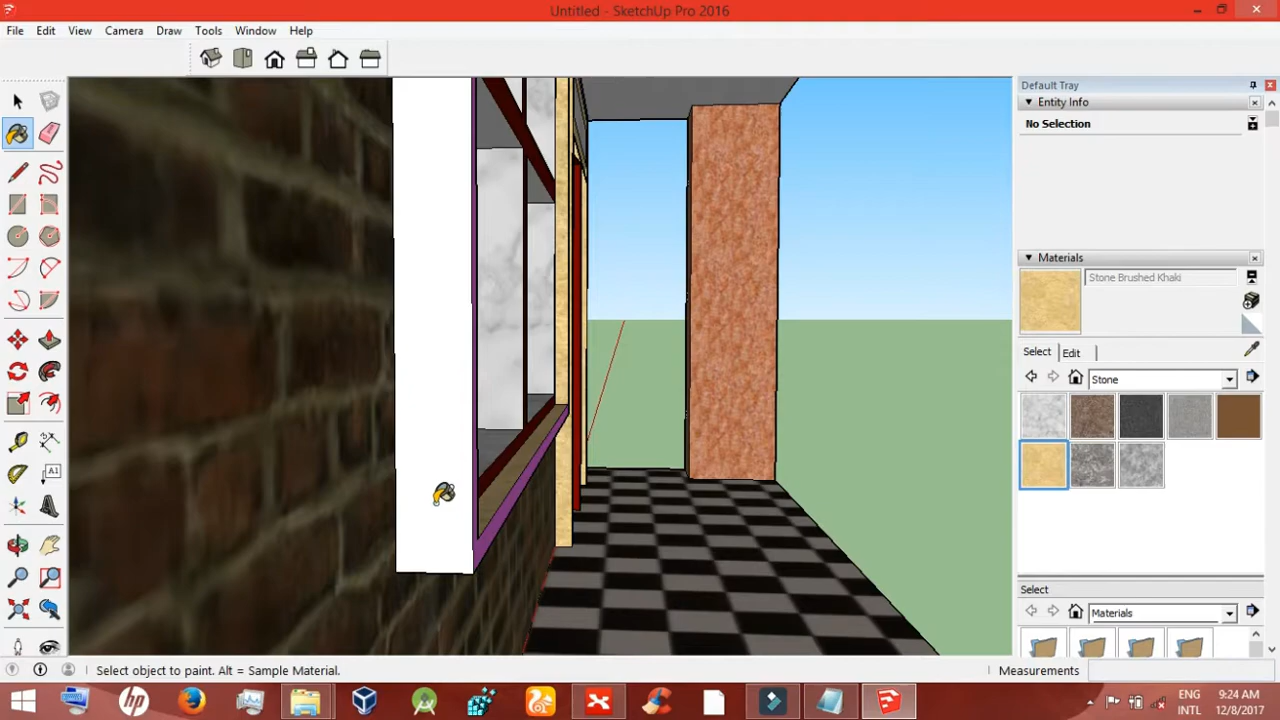 Untitled - SketchUp Pro 2016
File Edit View Camera Draw Tools Window Help
Default Tray
Entity Info
No Selection
Materials
Stone Brushed Khaki
Select Edit
Stone
A1
Select
Materials
Select object to paint. Alt = Sample Material.
Measurements
ENG
INTL
9:24 AM
12/8/2017